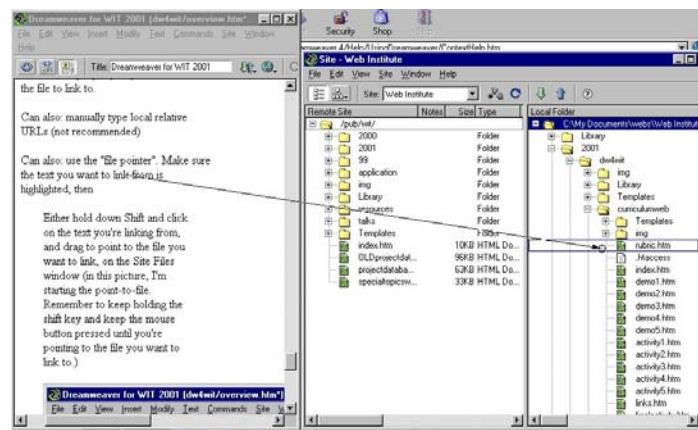 Dreamweaver for WIT 2001 [dw4wit/overview.htm*]
File Edit View Insert Modify Text Commands Site Window
Help
Title: Dreamweaver for WIT 2001
the file to link to.
Can also: manually type local relative
URLs (not recommended)
Can also: use the "file pointer". Make sure
the text you want to link from is
highlighted, then
Either hold down Shift and click
on the text you're linking from,
and drag to point to the file you
want to link, on the Site Files
window (in this picture, I'm
starting the point-to-file.
Remember to keep holding the
shift key and keep the mouse
button pressed until you're
pointing to the file you want to
link to.)
Dreamweaver for WIT 2001 [dw4wit/overview.htm*]
File Edit View Insert Modify Text Commands Site
Security Shop
Site - Web Institute
File Edit View Site Window Help
Site: Web Institute
Remote Site Notes Size Type
/pub/wit/
2000 Folder
2001 Folder
99 Folder
application Folder
img Folder
Library Folder
resources Folder
talks Folder
Templates Folder
index.htm 10KB HTML Do...
OLDprojectdat... 96KB HTML Do...
projectdataba... 63KB HTML Do...
specialtopicsw... 33KB HTML Do...
Local Folder
C:\My Documents\webs\Web Institut
Library
2001
dw4wit
img
Library
Templates
curriculumweb
Templates
img
rubric.htm
.htaccess
index.htm
demo1.htm
demo2.htm
demo3.htm
demo4.htm
demo5.htm
activity1.htm
activity2.htm
activity3.htm
activity4.htm
activity5.htm
links.htm